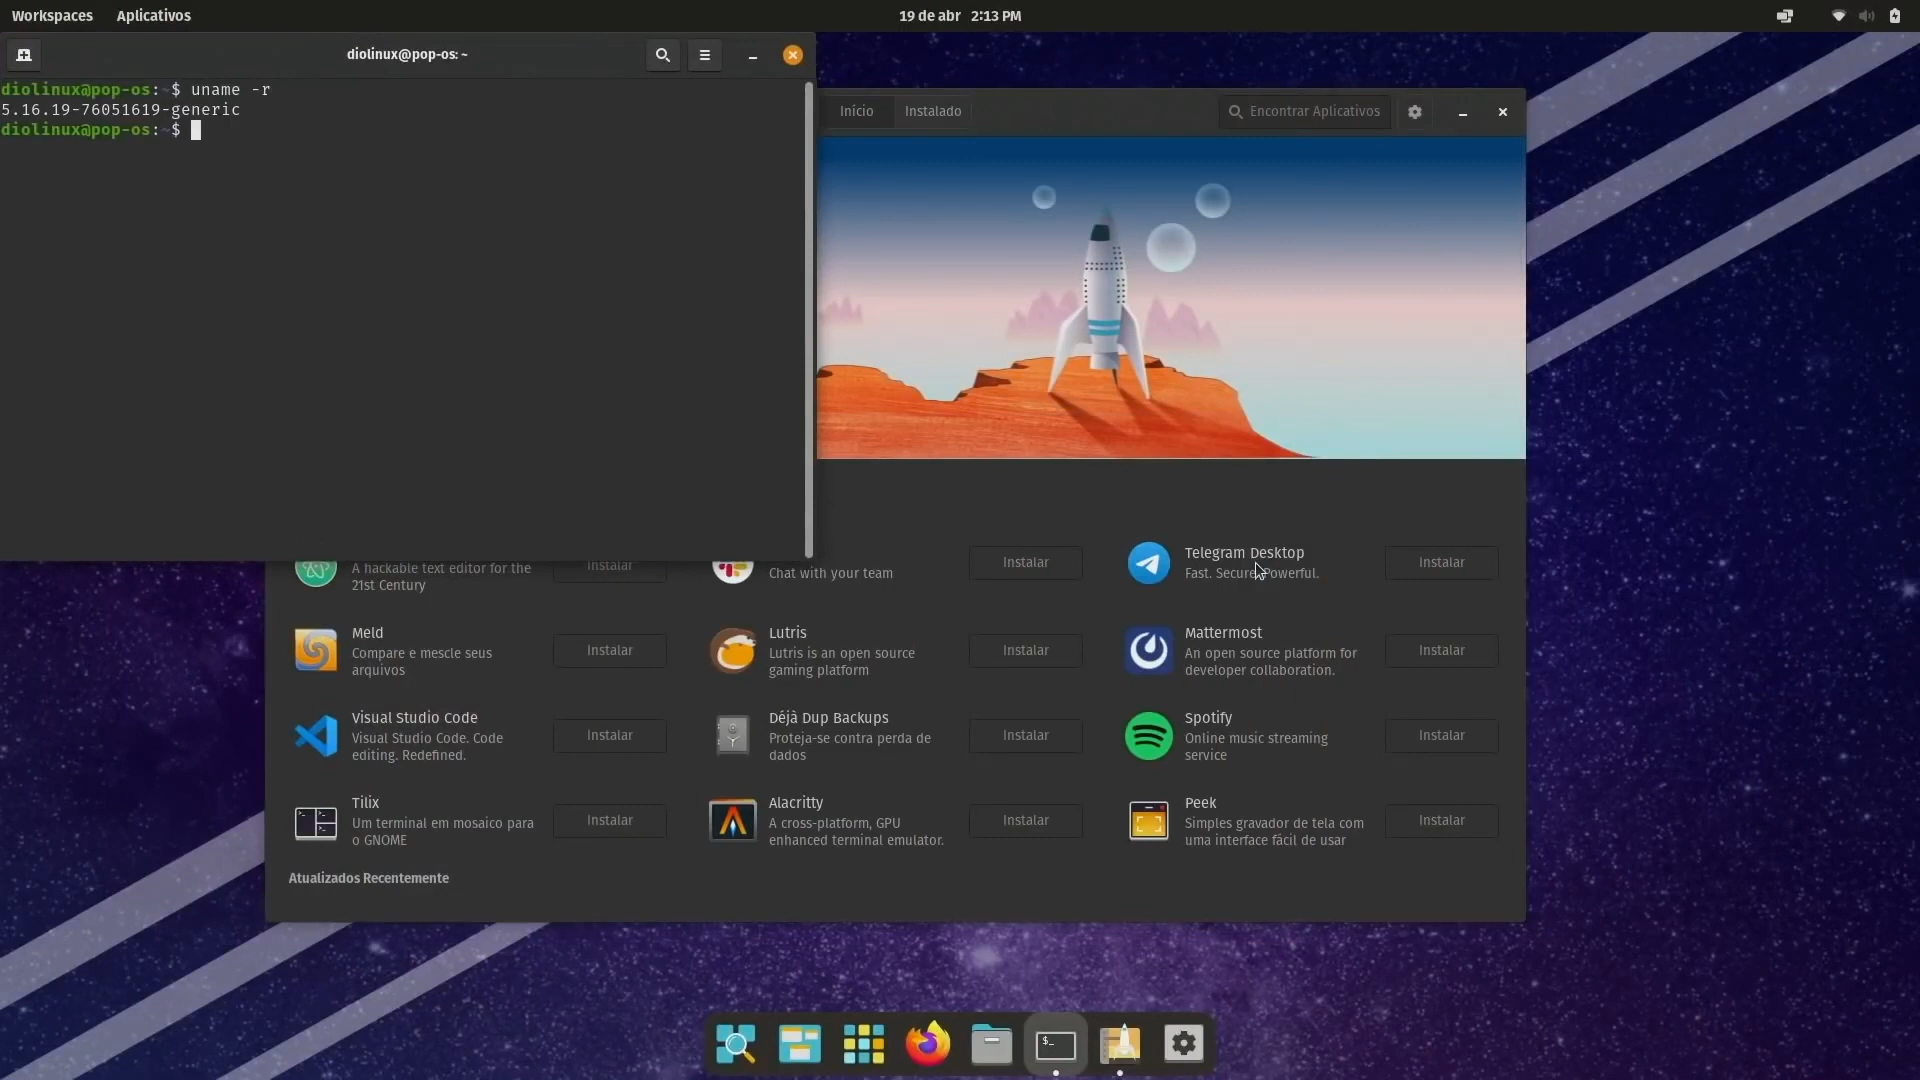 Workspaces Aplicativos 19 de abr 2:13 PM
diolinux@pop-os: ~
diolinux@pop-os:~$ uname -r
5.16.19-76051619-generic
diolinux@pop-os:~$
Início Instalado Encontrar Aplicativos
A hackable text editor for the
21st Century
Instalar
Chat with your team
Instalar
Telegram Desktop
Fast. Secure. Powerful.
Instalar
Meld
Compare e mescle seus
arquivos
Instalar
Lutris
Lutris is an open source
gaming platform
Instalar
Mattermost
An open source platform for
developer collaboration.
Instalar
Visual Studio Code
Visual Studio Code. Code
editing. Redefined.
Instalar
Déjà Dup Backups
Proteja-se contra perda de
dados
Instalar
Spotify
Online music streaming
service
Instalar
Tilix
Um terminal em mosaico para
o GNOME
Instalar
Alacritty
A cross-platform, GPU
enhanced terminal emulator.
Instalar
Peek
Simples gravador de tela com
uma interface fácil de usar
Instalar
Atualizados Recentemente